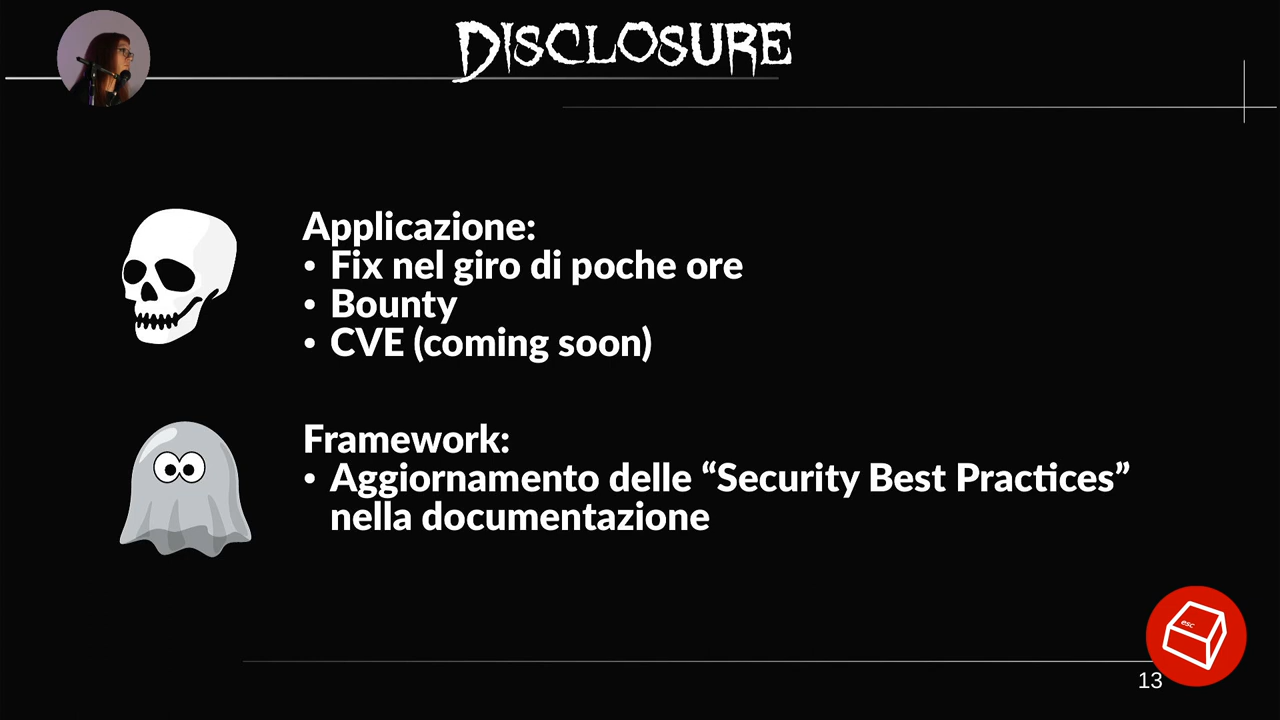 DISCLOSURE
Applicazione:
• Fix nel giro di poche ore
• Bounty
• CVE (coming soon)
Framework:
• Aggiornamento delle “Security Best Practices”
nella documentazione
esc
13